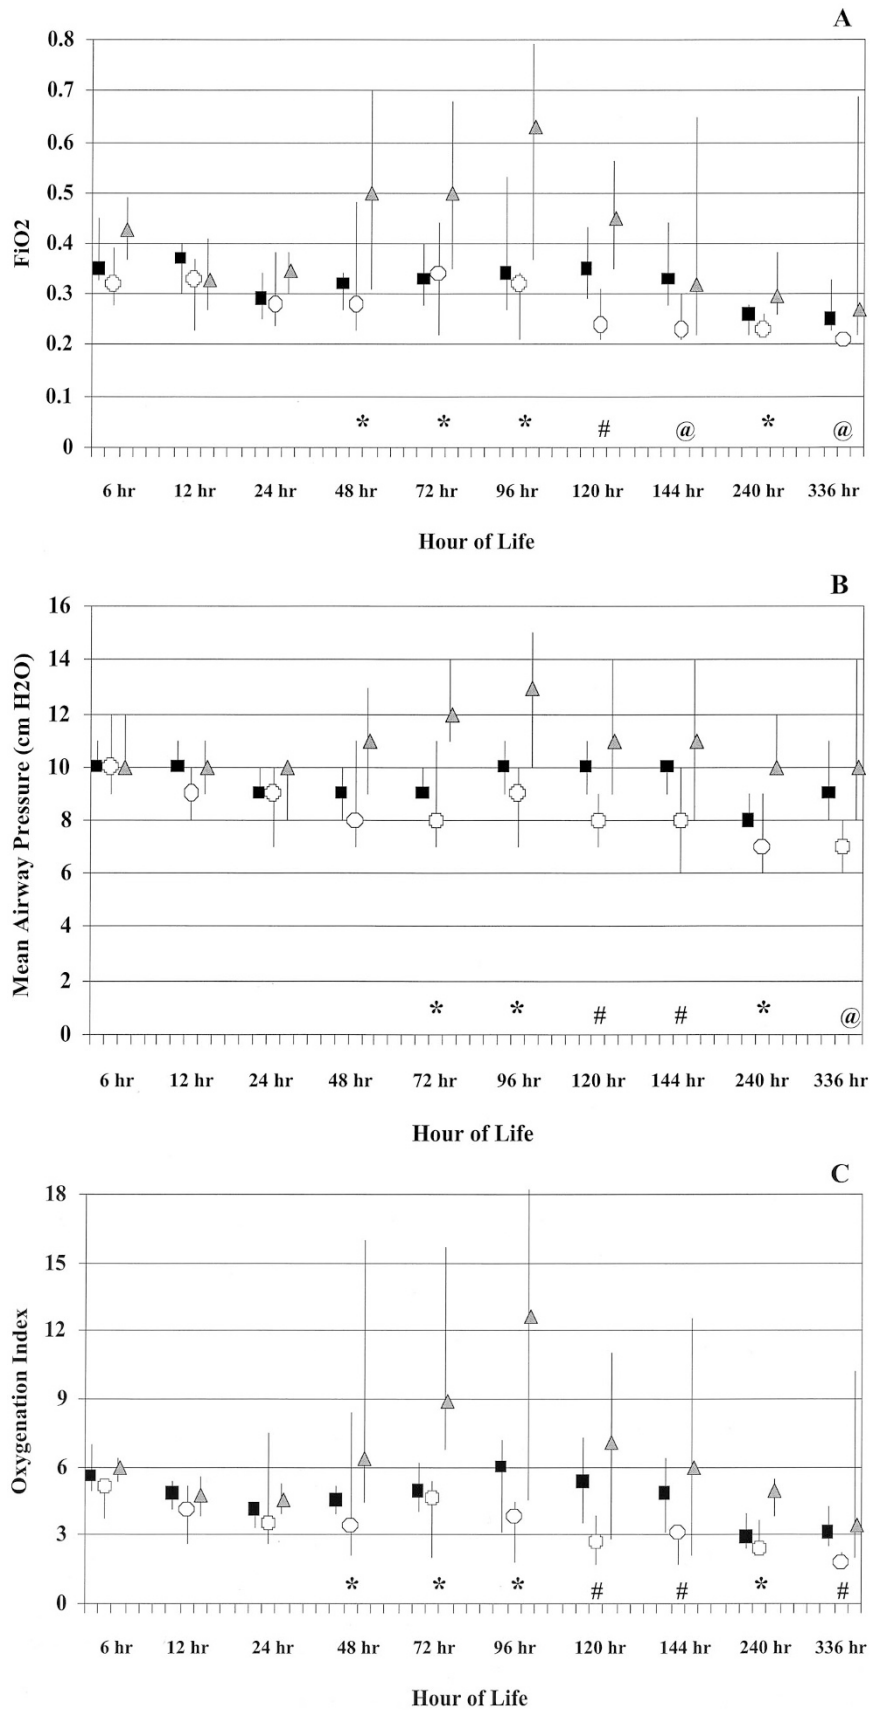 A
0.8
0.7
0.6
0.5
0.4
0.3
0.2
0.1
0
FiO2
* * * # @ * @
6 hr 12 hr 24 hr 48 hr 72 hr 96 hr 120 hr 144 hr 240 hr 336 hr
Hour of Life
B
16
14
12
10
8
6
4
2
0
Mean Airway Pressure (cm H2O)
* * # # * @
6 hr 12 hr 24 hr 48 hr 72 hr 96 hr 120 hr 144 hr 240 hr 336 hr
Hour of Life
C
18
15
12
9
6
3
0
Oxygenation Index
* * * # # * #
6 hr 12 hr 24 hr 48 hr 72 hr 96 hr 120 hr 144 hr 240 hr 336 hr
Hour of Life